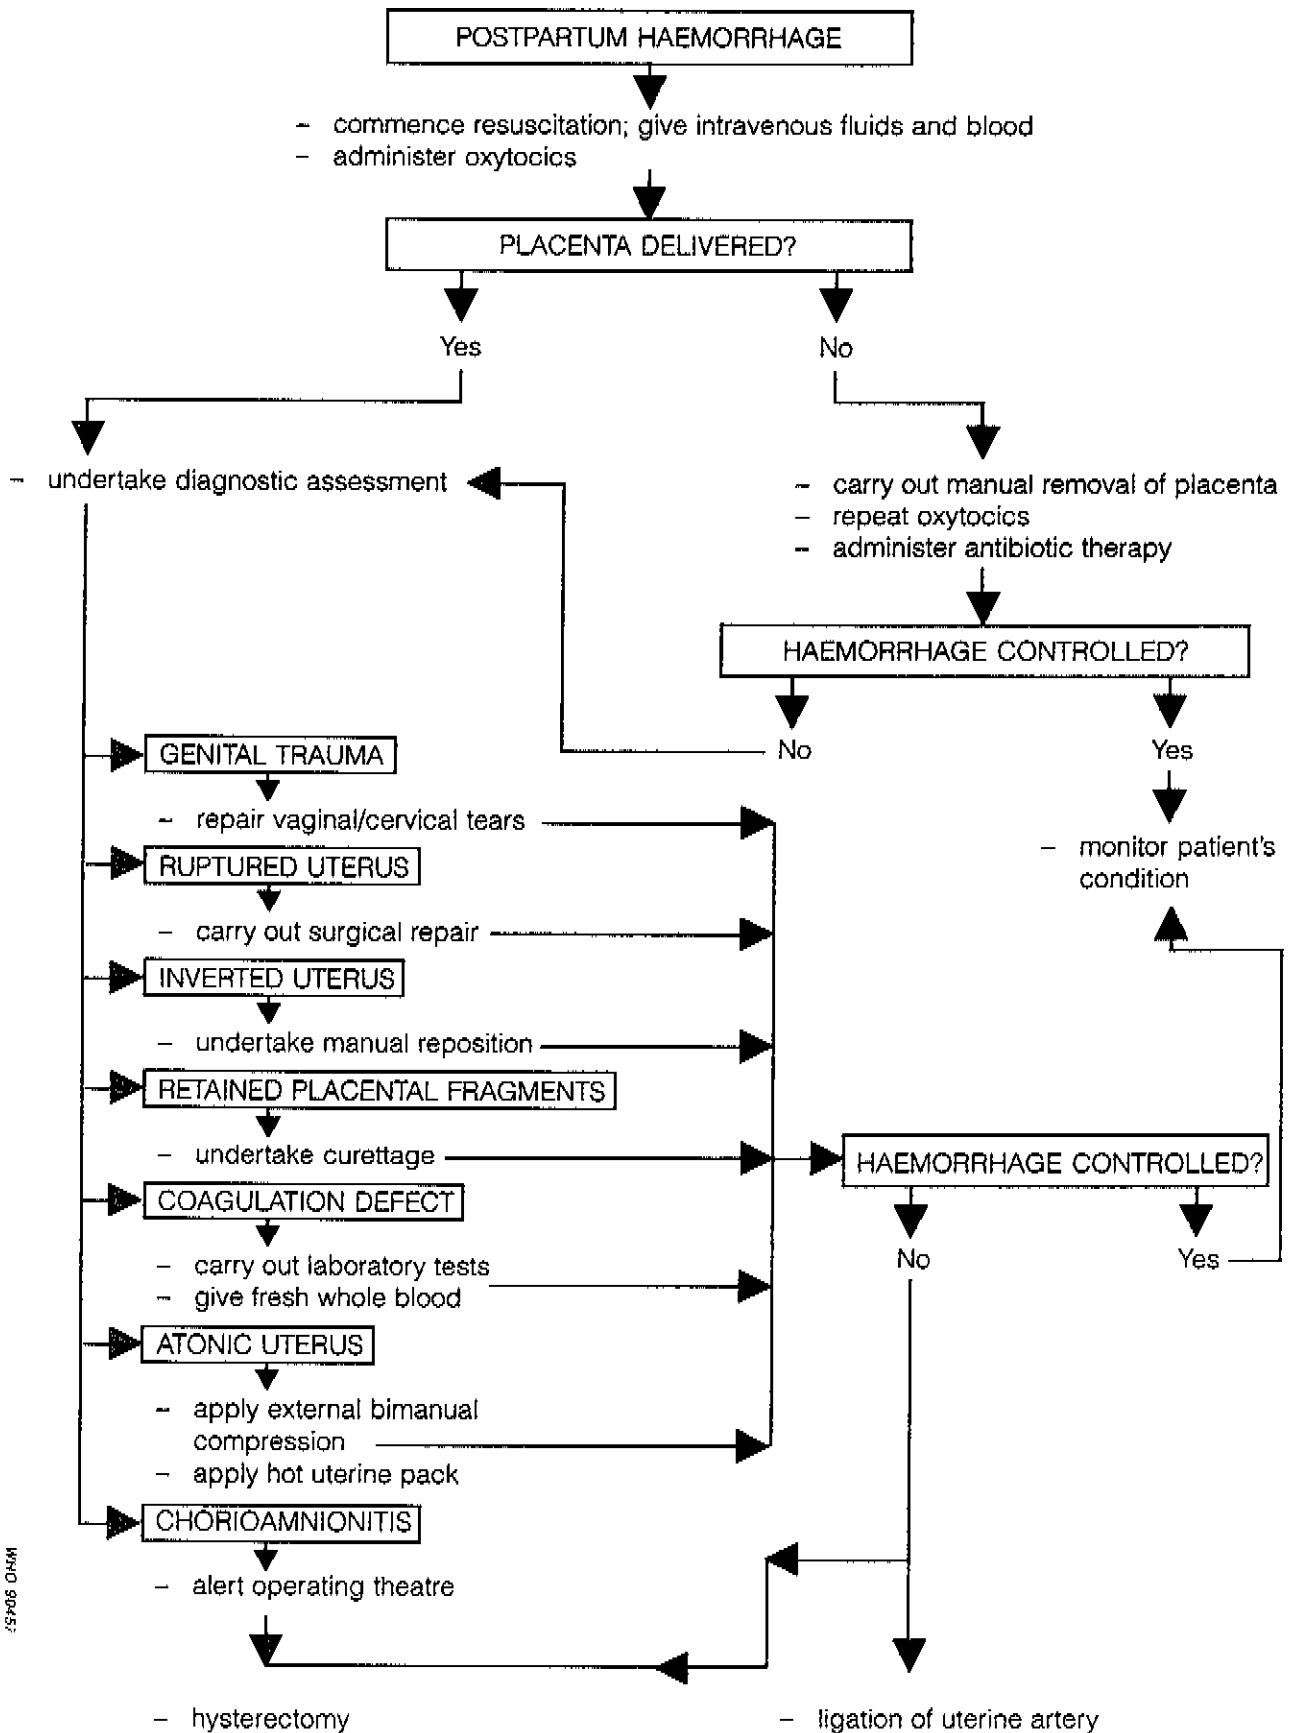 POSTPARTUM HAEMORRHAGE
– commence resuscitation; give intravenous fluids and blood
– administer oxytocics
PLACENTA DELIVERED?
Yes
No
– undertake diagnostic assessment
– carry out manual removal of placenta
– repeat oxytocics
– administer antibiotic therapy
HAEMORRHAGE CONTROLLED?
No
Yes
– monitor patient's
condition
GENITAL TRAUMA
– repair vaginal/cervical tears
RUPTURED UTERUS
– carry out surgical repair
INVERTED UTERUS
– undertake manual reposition
RETAINED PLACENTAL FRAGMENTS
– undertake curettage
HAEMORRHAGE CONTROLLED?
No
Yes
COAGULATION DEFECT
– carry out laboratory tests
– give fresh whole blood
ATONIC UTERUS
– apply external bimanual
compression
– apply hot uterine pack
CHORIOAMNIONITIS
– alert operating theatre
– hysterectomy
– ligation of uterine artery
WHO